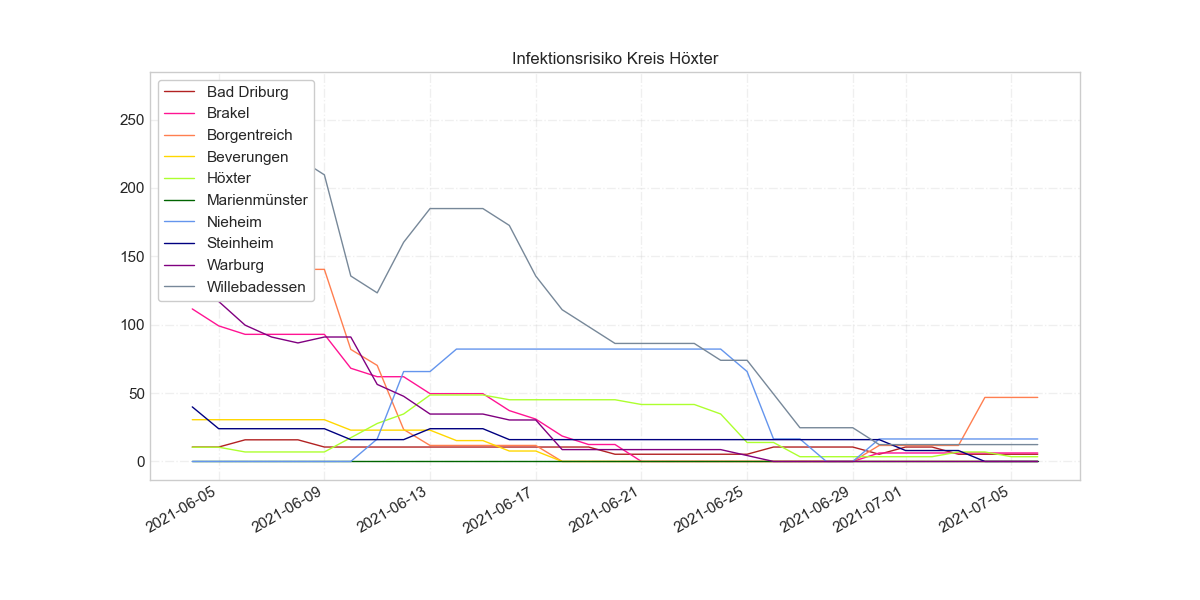 Infektionsrisiko Kreis Höxter
Bad Driburg
Brakel
Borgentreich
Beverungen
Höxter
Marienmünster
Nieheim
Steinheim
Warburg
Willebadessen
250
200
150
100
50
0
2021-06-05
2021-06-09
2021-06-13
2021-06-17
2021-06-21
2021-06-25
2021-06-29
2021-07-01
2021-07-05